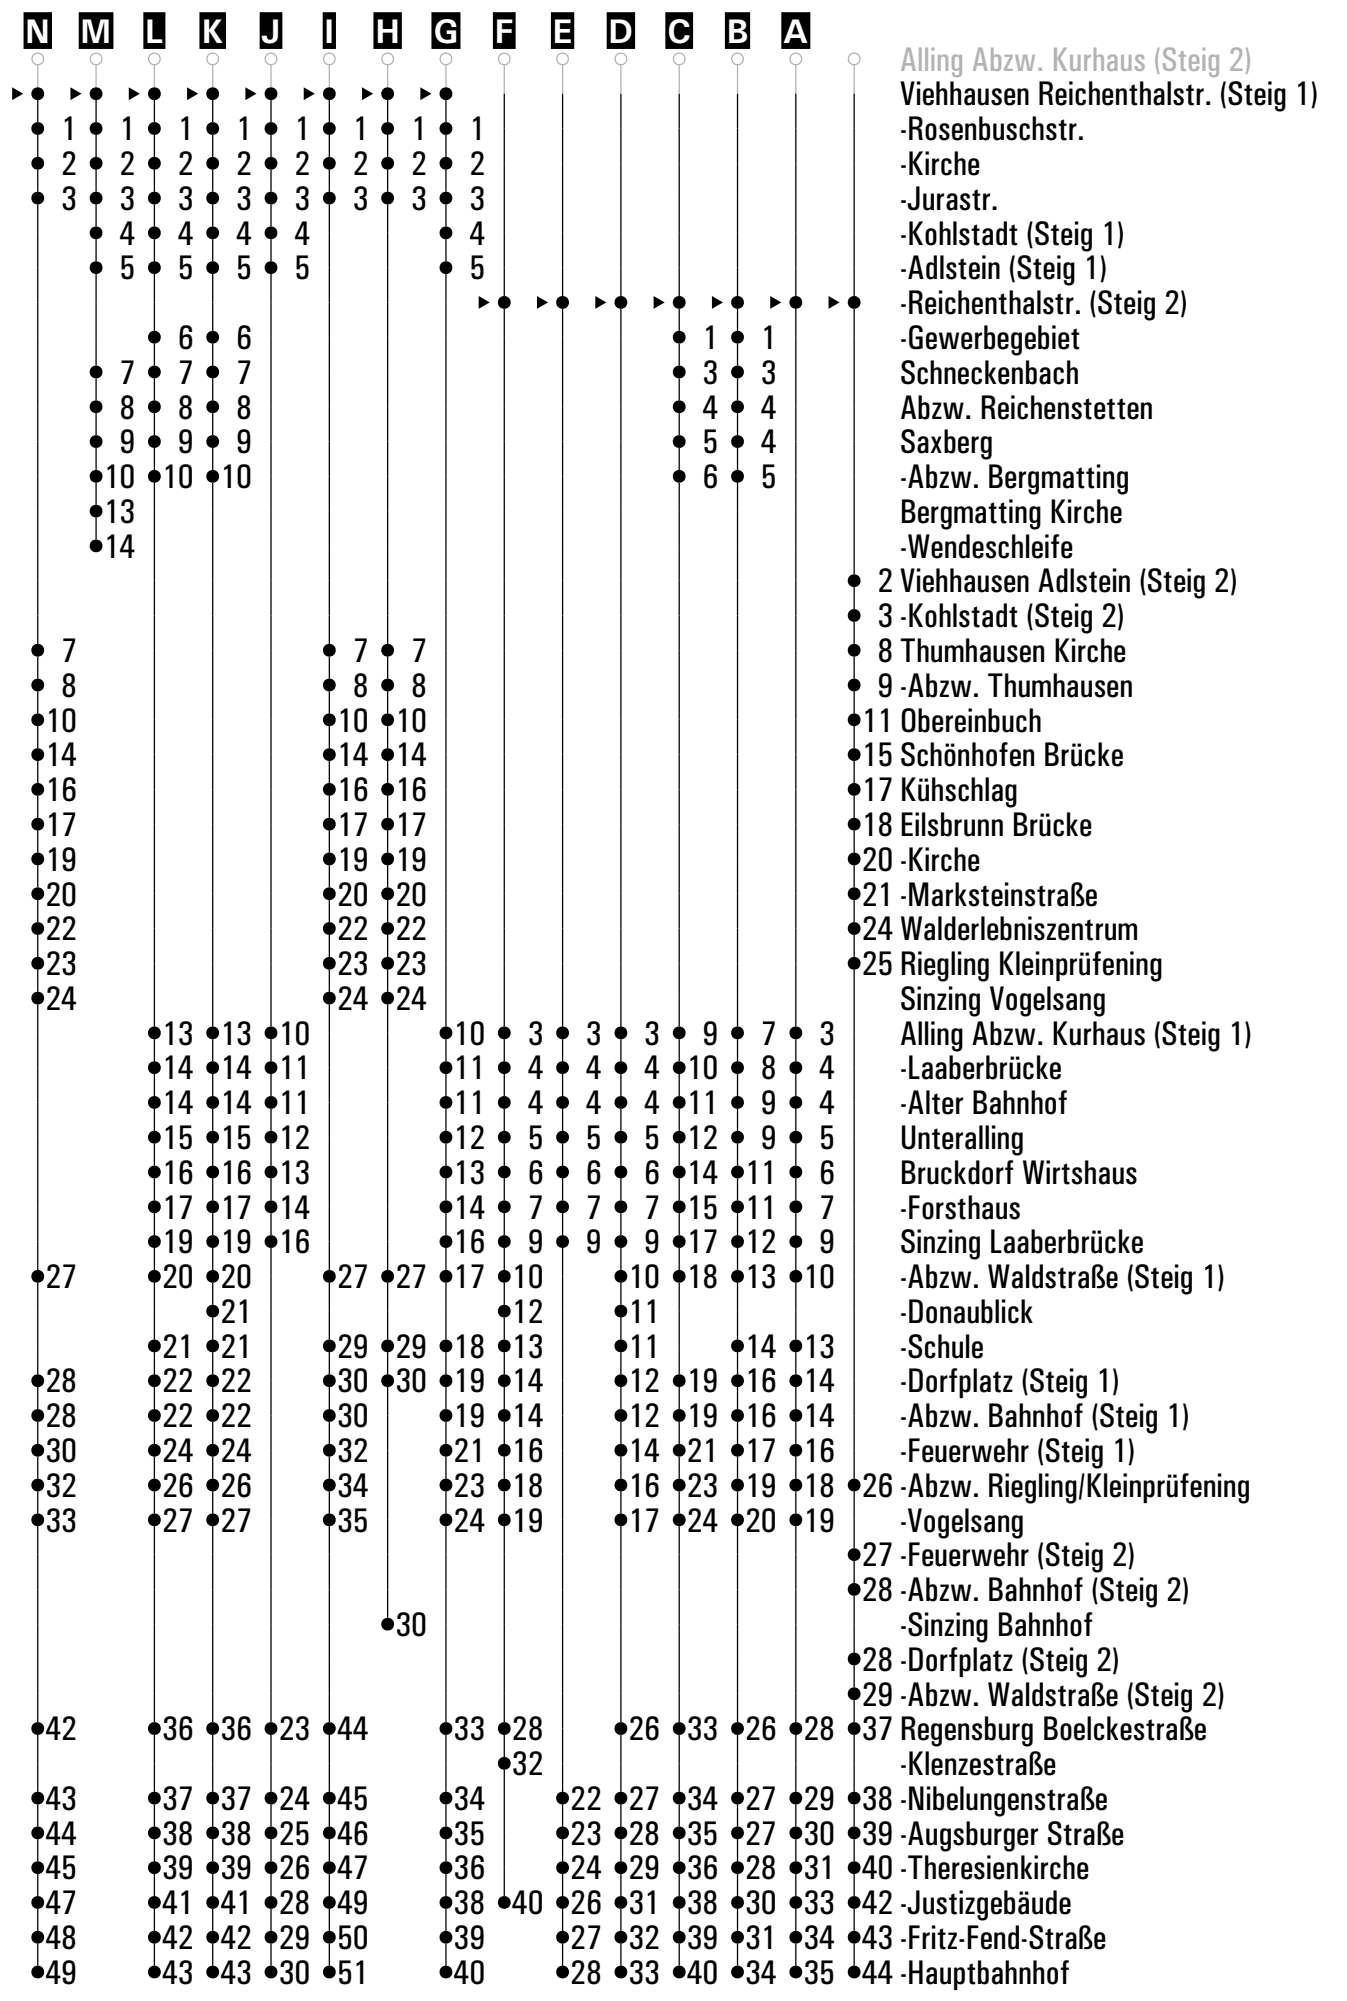 N M L K J I H G F E D C B A
Alling Abzw. Kurhaus (Steig 2)
Viehhausen Reichenthalstr. (Steig 1)
1 1 1 1 1 1 1 1 -Rosenbuschstr.
2 2 2 2 2 2 2 2 -Kirche
3 3 3 3 3 3 3 3 -Jurastr.
4 4 4 4 4 -Kohlstadt (Steig 1)
5 5 5 5 5 -Adlstein (Steig 1)
-Reichenthalstr. (Steig 2)
6 6 1 1 -Gewerbegebiet
7 7 7 3 3 Schneckenbach
8 8 8 4 4 Abzw. Reichenstetten
9 9 9 5 4 Saxberg
10 10 10 6 5 -Abzw. Bergmatting
13 Bergmatting Kirche
14 -Wendeschleife
2 Viehhausen Adlstein (Steig 2)
3 -Kohlstadt (Steig 2)
7 7 7 8 Thumhausen Kirche
8 8 8 9 -Abzw. Thumhausen
10 10 10 11 Obereinbuch
14 14 14 15 Schönhofen Brücke
16 16 16 17 Kühschlag
17 17 17 18 Eilsbrunn Brücke
19 19 19 20 -Kirche
20 20 20 21 -Marksteinstraße
22 22 22 24 Walderlebniszentrum
23 23 23 25 Riegling Kleinprüfening
24 24 24 Sinzing Vogelsang
13 13 10 10 3 3 3 9 7 3 Alling Abzw. Kurhaus (Steig 1)
14 14 11 11 4 4 4 10 8 4 -Laaberbrücke
14 14 11 11 4 4 4 11 9 4 -Alter Bahnhof
15 15 12 12 5 5 5 12 9 5 Unteralling
16 16 13 13 6 6 6 14 11 6 Bruckdorf Wirtshaus
17 17 14 14 7 7 7 15 11 7 -Forsthaus
19 19 16 16 9 9 9 17 12 9 Sinzing Laaberbrücke
27 20 20 27 27 17 10 10 18 13 10 -Abzw. Waldstraße (Steig 1)
21 12 11 -Donaublick
21 21 29 29 18 13 11 14 13 -Schule
28 22 22 30 30 19 14 12 19 16 14 -Dorfplatz (Steig 1)
28 22 22 30 19 14 12 19 16 14 -Abzw. Bahnhof (Steig 1)
30 24 24 32 21 16 14 21 17 16 -Feuerwehr (Steig 1)
32 26 26 34 23 18 16 23 19 18 26 -Abzw. Riegling/Kleinprüfening
33 27 27 35 24 19 17 24 20 19 -Vogelsang
27 -Feuerwehr (Steig 2)
28 -Abzw. Bahnhof (Steig 2)
30 -Sinzing Bahnhof
28 -Dorfplatz (Steig 2)
29 -Abzw. Waldstraße (Steig 2)
42 36 36 23 44 33 28 26 33 26 28 37 Regensburg Boelckestraße
32 -Klenzestraße
43 37 37 24 45 34 22 27 34 27 29 38 -Nibelungenstraße
44 38 38 25 46 35 23 28 35 27 30 39 -Augsburger Straße
45 39 39 26 47 36 24 29 36 28 31 40 -Theresienkirche
47 41 41 28 49 38 40 26 31 38 30 33 42 -Justizgebäude
48 42 42 29 50 39 27 32 39 31 34 43 -Fritz-Fend-Straße
49 43 43 30 51 40 28 33 40 34 35 44 -Hauptbahnhof